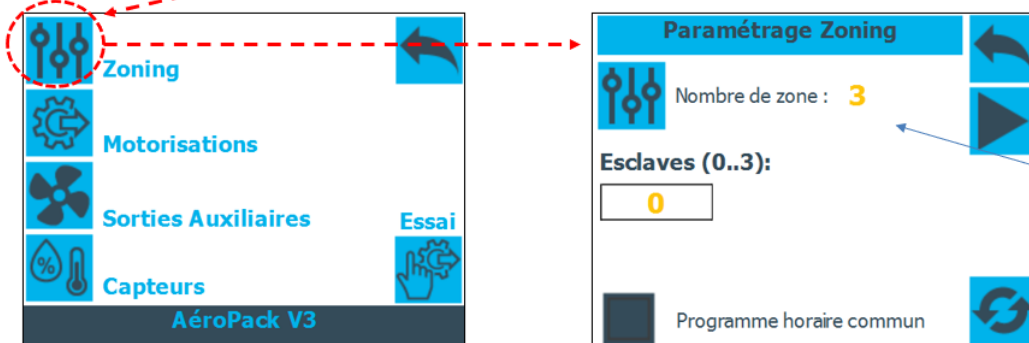 Zoning
Motorisations
Sorties Auxiliaires
Essai
%
Capteurs
AéroPack V3
Paramétrage Zoning
Nombre de zone : 3
Esclaves (0..3):
0
Programme horaire commun